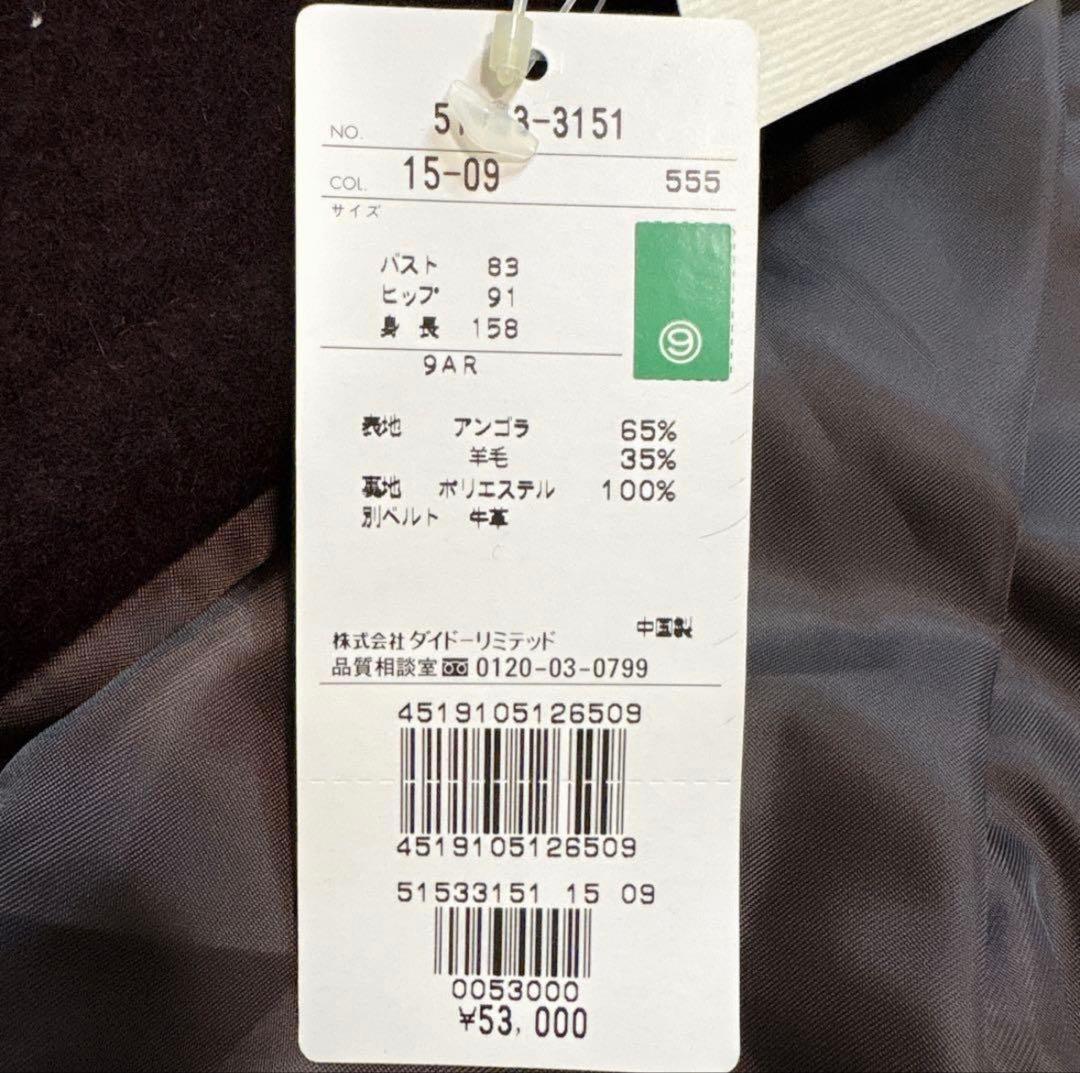 NO. 51 3-3151
COL. 15-09 555
サイズ
バスト 83
ヒップ 91
身長 158
9
9AR
表地 アンゴラ 65%
羊毛 35%
裏地 ポリエステル 100%
別ベルト 牛革
中国製
株式会社ダイドーリミテッド
品質相談室 0120-03-0799
4519105126509
4519105126509
51533151 15 09
0053000
¥53,000